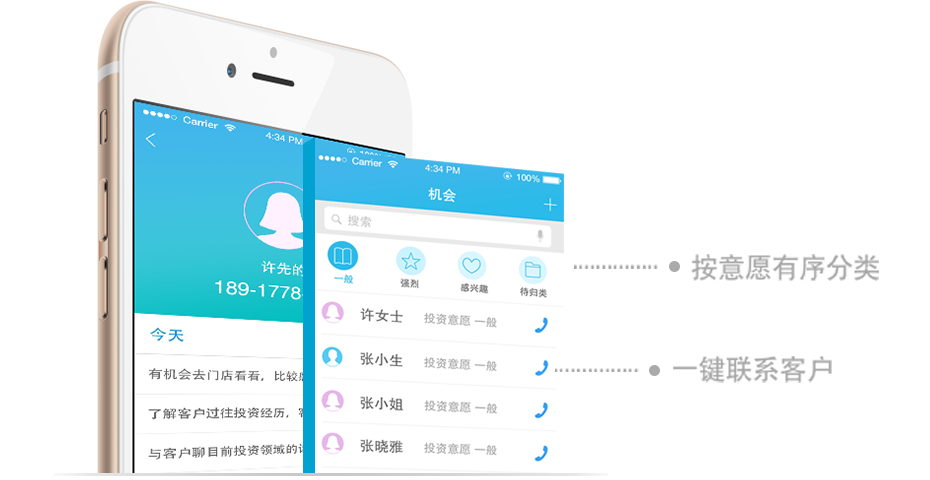 Carrier
4:34 PM
100%
许先的
189-1778-
今天
有机会去门店看看，比较
了解客户过往投资经历，
与客户聊目前投资领域的
Carrier
4:34 PM
100%
机会
搜索
一般
强烈
感兴趣
待归类
许女士 投资意愿 一般
张小生 投资意愿 一般
张小姐 投资意愿 一般
张晓雅 投资意愿 一般
按意愿有序分类
一键联系客户